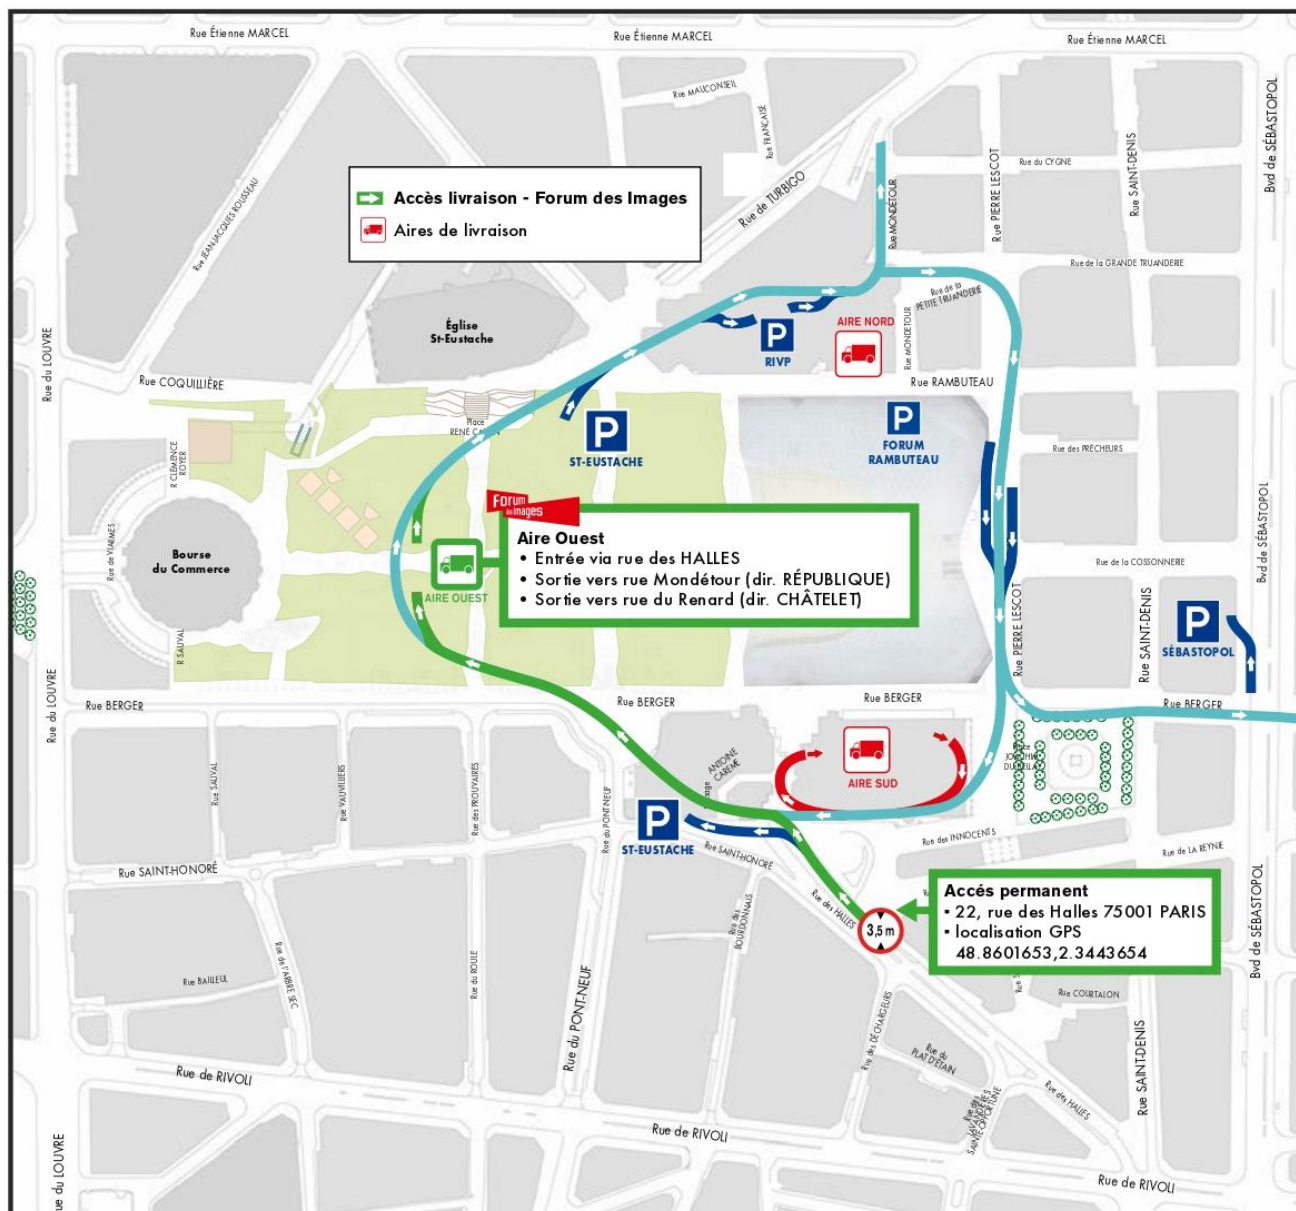 Rue Étienne MARCEL
Rue Étienne MARCEL
Rue Étienne MARCEL
Rue MAUCONSEIL
Rue FRANCAISE
Rue de TURBIGO
Rue JEAN-JACQUES ROUSSEAU
Rue MONDÉTOUR
Rue PIERRE LESCOT
Rue du CYGNE
Rue SAINT-DENIS
Bvd de SÉBASTOPOL
Accès livraison - Forum des Images
Aires de livraison
Rue de la GRANDE TRUANDERIE
Rue de la
PETITE TRUANDERIE
Église
St-Eustache
AIRE NORD
P
RIVP
Rue MONDETOUR
Rue du LOUVRE
Rue COQUILLIÈRE
Rue RAMBUTEAU
Place
P
ST-EUSTACHE
P
FORUM
RAMBUTEAU
Rue des PRÊCHEURS
R CLÉMENCE
ROYER
Forum
des images
Aire Ouest
• Entrée via rue des HALLES
• Sortie vers rue Mondétour (dir. RÉPUBLIQUE)
• Sortie vers rue du Renard (dir. CHÂTELET)
AIRE OUEST
Rue de VIARMES
Bourse
du Commerce
Rue de la COSSONNERIE
Bvd de SÉBASTOPOL
R SAUVAL
Rue PIERRE LESCOT
Rue SAINT-DENIS
P
SÉBASTOPOL
Rue du LOUVRE
Rue BERGER
Rue BERGER
Rue BERGER
Rue BERGER
Rue SAUVAL
Rue VAUVILLIERS
Rue des PROUVAIRES
Rue du PONT-NEUF
ANTOINE
CARÊME
AIRE SUD
P
ST-EUSTACHE
Rue SAINT-HONORÉ
Rue des INNOCENTS
Rue de LA REYNIE
Rue SAINT-HONORÉ
Rue des HALLES
3,5 m
Accés permanent
▪ 22, rue des Halles 75001 PARIS
▪ localisation GPS
48.8601653,2.3443654
Bvd de SÉBASTOPOL
Rue des
BOURDONNAIS
Rue BAILLEUL
Rue de l'ARBRE SEC
Rue du ROULE
Rue du PONT-NEUF
Rue des DÉCHARGEURS
Rue COURTALON
Rue du
PLAT D'ÉTAIN
Rue SAINT-DENIS
Rue des
LAVANDIÈRES
SAINTE-OPPORTUNE
Rue des HALLES
Rue de RIVOLI
Rue de RIVOLI
Rue de RIVOLI
Rue du LOUVRE